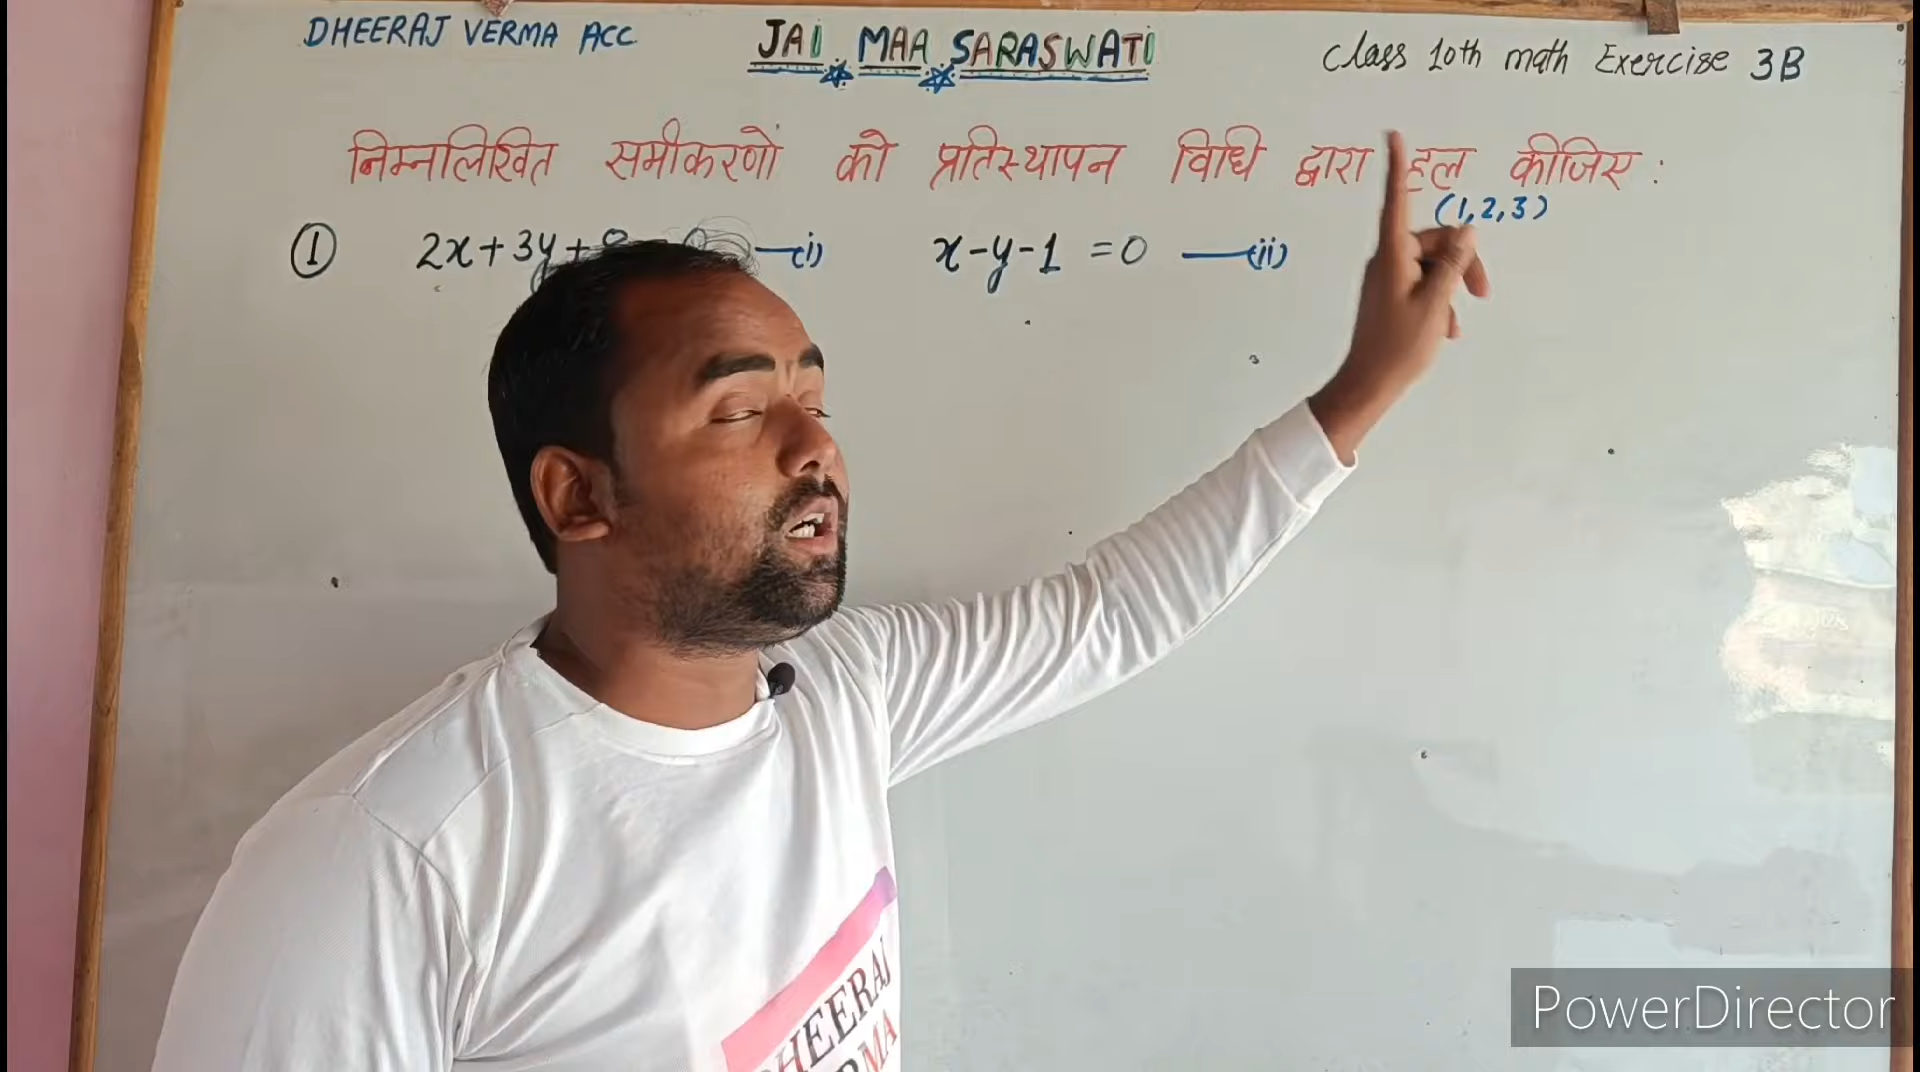 DHEERAJ VERMA ACC JAI MAA SARASWATI Class 10th math Exercise 3B
निम्नलिखित समीकरणों को प्रतिस्थापन विधि द्वारा हल कीजिए :
(1,2,3)
① 2x+3y+ —(i) x-y-1 =0 —(ii)
DHEERAJ
VERMA
PowerDirector